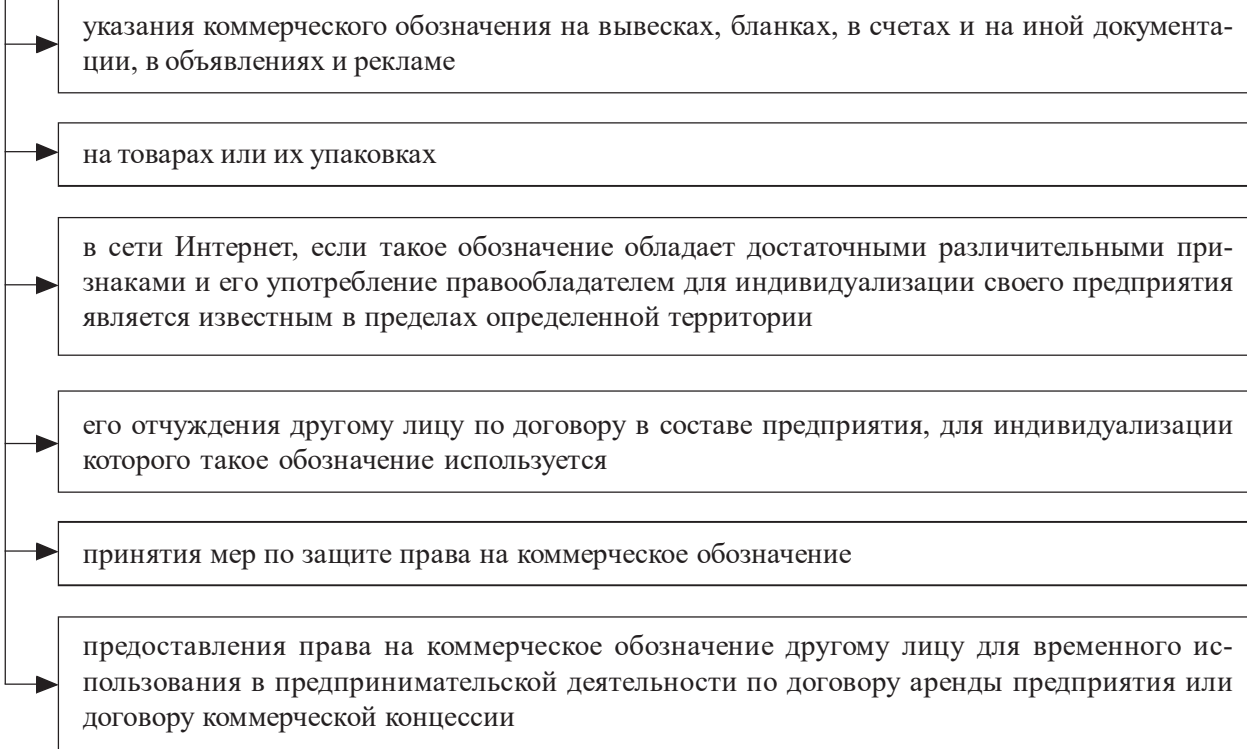 указания коммерческого обозначения на вывесках, бланках, в счетах и на иной документа-
ции, в объявлениях и рекламе
на товарах или их упаковках
в сети Интернет, если такое обозначение обладает достаточными различительными при-
знаками и его употребление правообладателем для индивидуализации своего предприятия
является известным в пределах определенной территории
его отчуждения другому лицу по договору в составе предприятия, для индивидуализации
которого такое обозначение используется
принятия мер по защите права на коммерческое обозначение
предоставления права на коммерческое обозначение другому лицу для временного ис-
пользования в предпринимательской деятельности по договору аренды предприятия или
договору коммерческой концессии